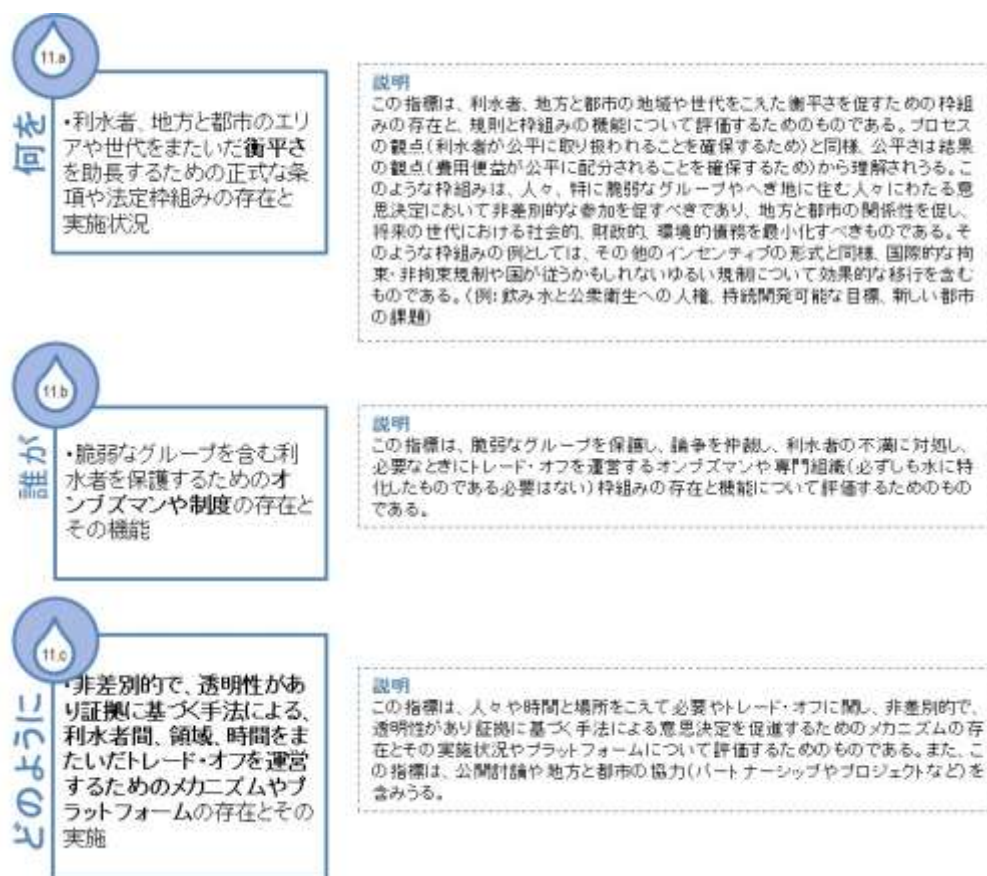 11.a
何を
・利水者、地方と都市のエリ
アや世代をまたいだ衡平さ
を助長するための正式な条
項や法定枠組みの存在と
実施状況
説明
この指標は、利水者、地方と都市の地域や世代をこえた衡平さを促すための枠組
みの存在と、規則と枠組みの機能について評価するためのものである。プロセス
の観点(利水者が公平に取り扱われることを確保するため)と同様、公平さは結果
の観点(費用便益が公平に配分されることを確保するため)から理解されうる。こ
のような枠組みは、人々、特に脆弱なグループやへき地に住む人々にわたる意
思決定において非差別的な参加を促すべきであり、地方と都市の関係性を促し、
将来の世代における社会的、財政的、環境的債務を最小化すべきものである。そ
のような枠組みの例としては、その他のインセンティブの形式と同様、国際的な拘
束・非拘束規制や国が従うかもしれないゆるい規制について効果的な移行を含む
ものである。(例:飲み水と公衆衛生への人権、持続開発可能な目標、新しい都市
の課題)
11.b
誰が
・脆弱なグループを含む利
水者を保護するためのオ
ンブズマンや制度の存在と
その機能
説明
この指標は、脆弱なグループを保護し、論争を仲裁し、利水者の不満に対処し、
必要なときにトレード・オフを運営するオンブズマンや専門組織(必ずしも水に特
化したものである必要はない)枠組みの存在と機能について評価するためのもの
である。
11.c
どのように
・非差別的で、透明性があ
り証拠に基づく手法による、
利水者間、領域、時間をま
たいだトレード・オフを運営
するためのメカニズムやプ
ラットフォームの存在とその
実施
説明
この指標は、人々や時間と場所をこえて必要やトレード・オフに関し、非差別的で、
透明性があり証拠に基づく手法による意思決定を促進するためのメカニズムの存
在とその実施状況やプラットフォームについて評価するためのものである。また、こ
の指標は、公開討論や地方と都市の協力(パートナーシップやプロジェクトなど)を
含みうる。